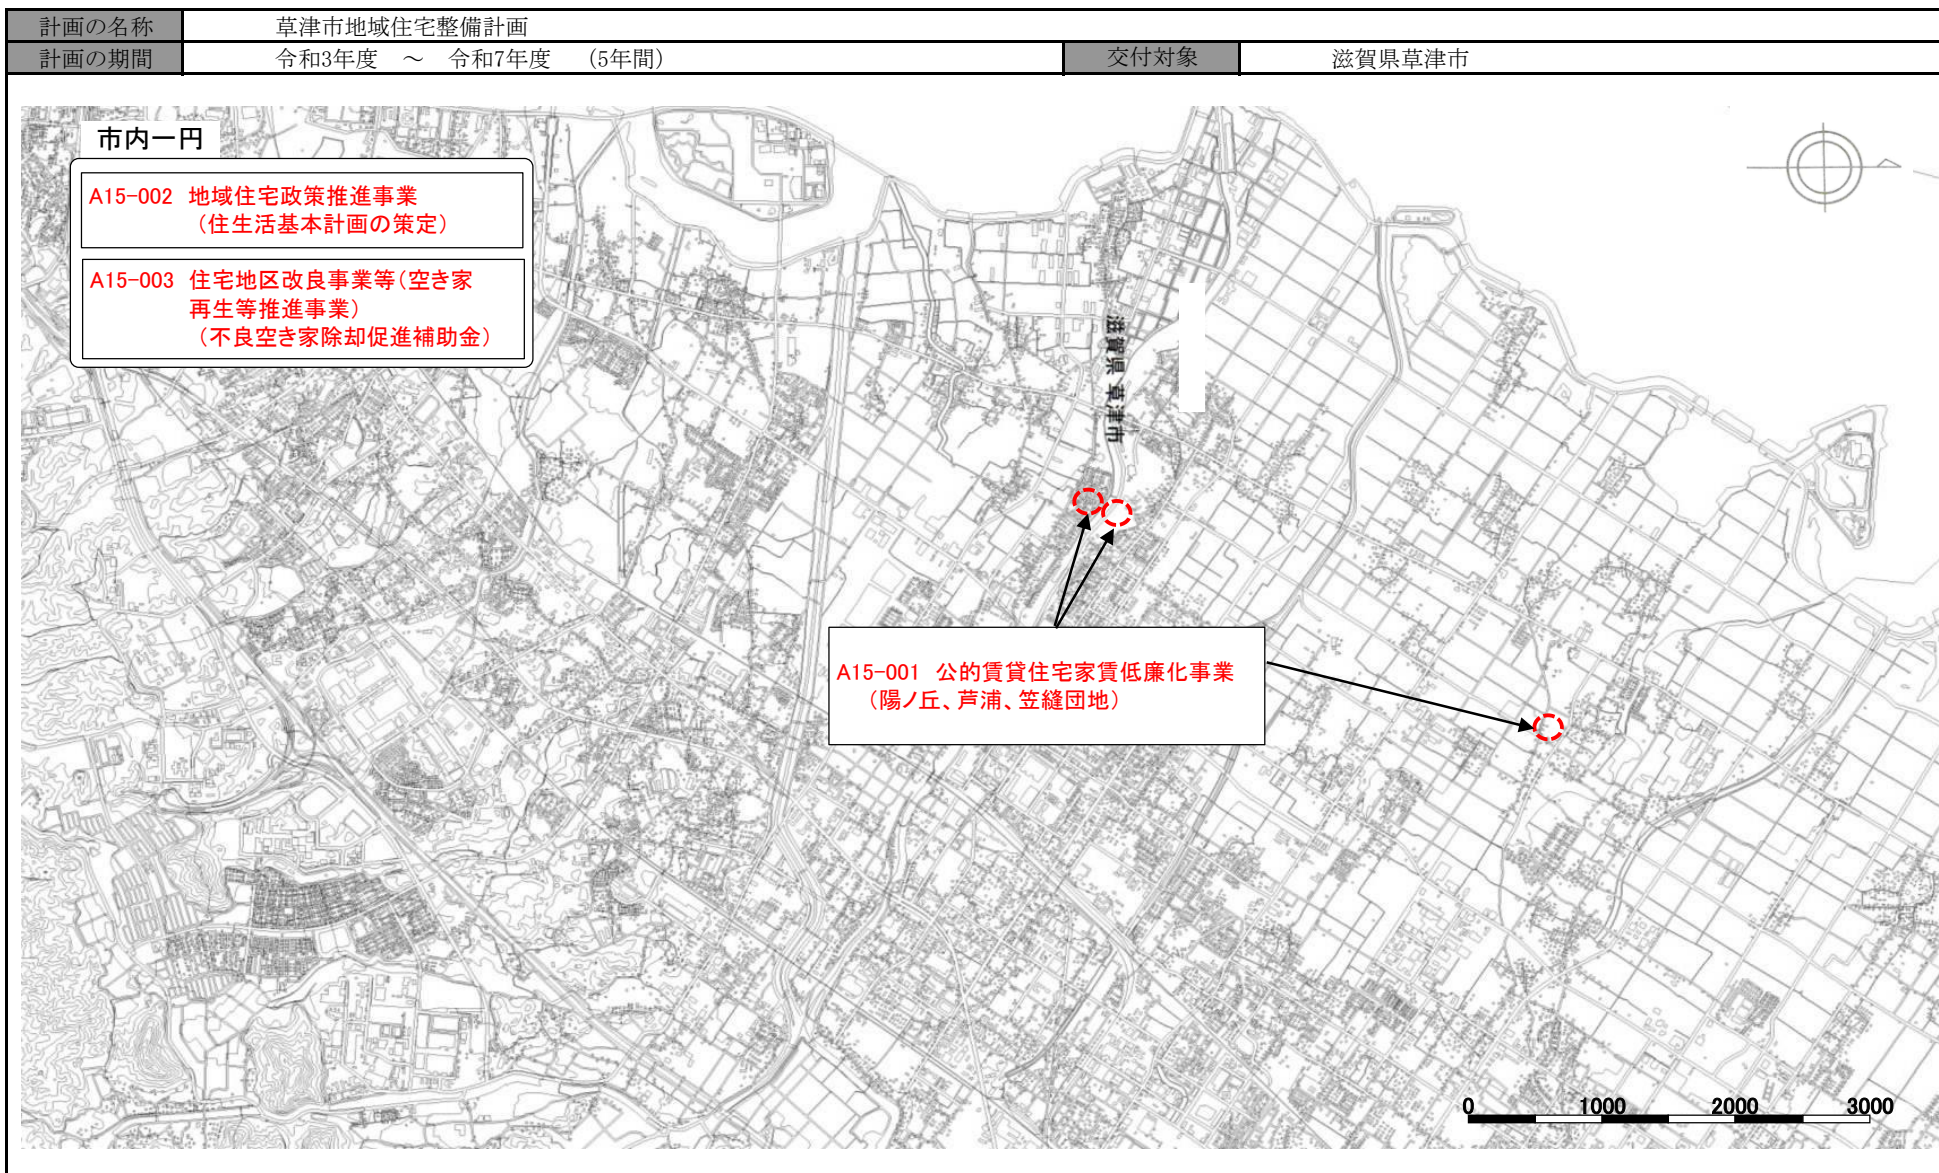 計画の名称 草津市地域住宅整備計画
計画の期間 令和3年度 ～ 令和7年度 (5年間) 交付対象 滋賀県草津市
市内一円
A15-002 地域住宅政策推進事業
（住生活基本計画の策定）
A15-003 住宅地区改良事業等（空き家
再生等推進事業）
（不良空き家除却促進補助金）
滋賀県 草津市
A15-001 公的賃貸住宅家賃低廉化事業
（陽ノ丘、芦浦、笠縫団地）
0 1000 2000 3000